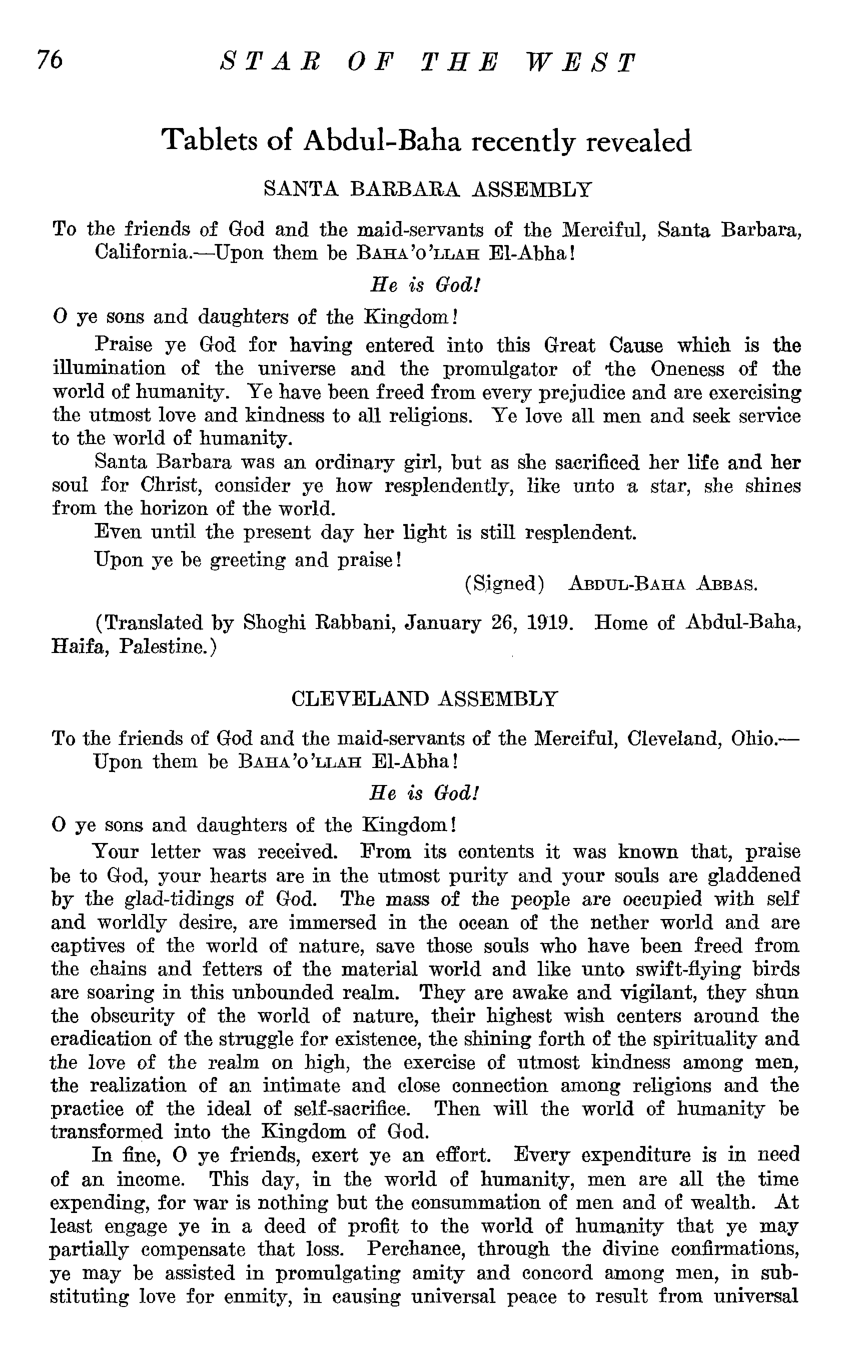 76 STAR OF THE WEST
Tablets of Abdul-Baha recently revealed
SANTA BARBARA ASSEMBLY
To the friends of God and the maid-servants of the Merciful, Santa Barbara,
California.—Upon them be BAHA'O'LLAH El-Abha!
He is God!
O ye sons and daughters of the Kingdom!
Praise ye God for having entered into this Great Cause which is the
illumination of the universe and the promulgator of the Oneness of the
world of humanity. Ye have been freed from every prejudice and are exercising
the utmost love and kindness to all religions. Ye love all men and seek service
to the world of humanity.
Santa Barbara was an ordinary girl, but as she sacrificed her life and her
soul for Christ, consider ye how resplendently, like unto a star, she shines
from the horizon of the world.
Even until the present day her light is still resplendent.
Upon ye be greeting and praise!
(Signed) ABDUL-BAHA ABBAS.
(Translated by Shoghi Rabbani, January 26, 1919. Home of Abdul-Baha,
Haifa, Palestine.)
CLEVELAND ASSEMBLY
To the friends of God and the maid-servants of the Merciful, Cleveland, Ohio.—
Upon them be BAHA'O'LLAH El-Abha!
He is God!
O ye sons and daughters of the Kingdom!
Your letter was received. From its contents it was known that, praise
be to God, your hearts are in the utmost purity and your souls are gladdened
by the glad-tidings of God. The mass of the people are occupied with self
and worldly desire, are immersed in the ocean of the nether world and are
captives of the world of nature, save those souls who have been freed from
the chains and fetters of the material world and like unto swift-flying birds
are soaring in this unbounded realm. They are awake and vigilant, they shun
the obscurity of the world of nature, their highest wish centers around the
eradication of the struggle for existence, the shining forth of the spirituality and
the love of the realm on high, the exercise of utmost kindness among men,
the realization of an intimate and close connection among religions and the
practice of the ideal of self-sacrifice. Then will the world of humanity be
transformed into the Kingdom of God.
In fine, O ye friends, exert ye an effort. Every expenditure is in need
of an income. This day, in the world of humanity, men are all the time
expending, for war is nothing but the consummation of men and of wealth. At
least engage ye in a deed of profit to the world of humanity that ye may
partially compensate that loss. Perchance, through the divine confirmations,
ye may be assisted in promulgating amity and concord among men, in sub-
stituting love for enmity, in causing universal peace to result from universal